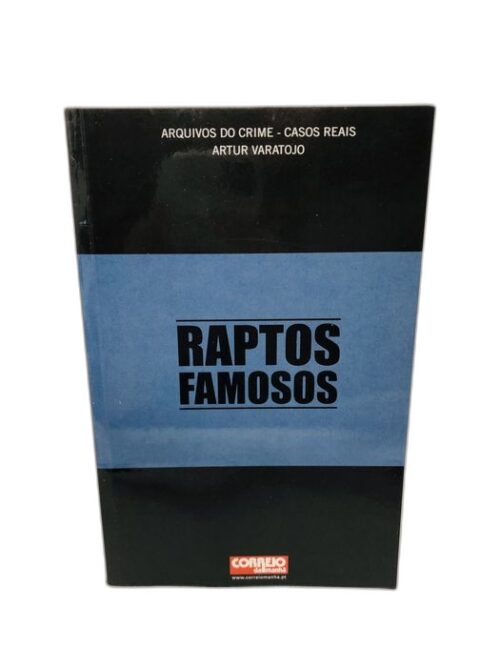 ARQUIVOS DO CRIME - CASOS REAIS
ARTUR VARATOJO
RAPTOS
FAMOSOS
CORREIO
da manhã
www.correiomanha.pt